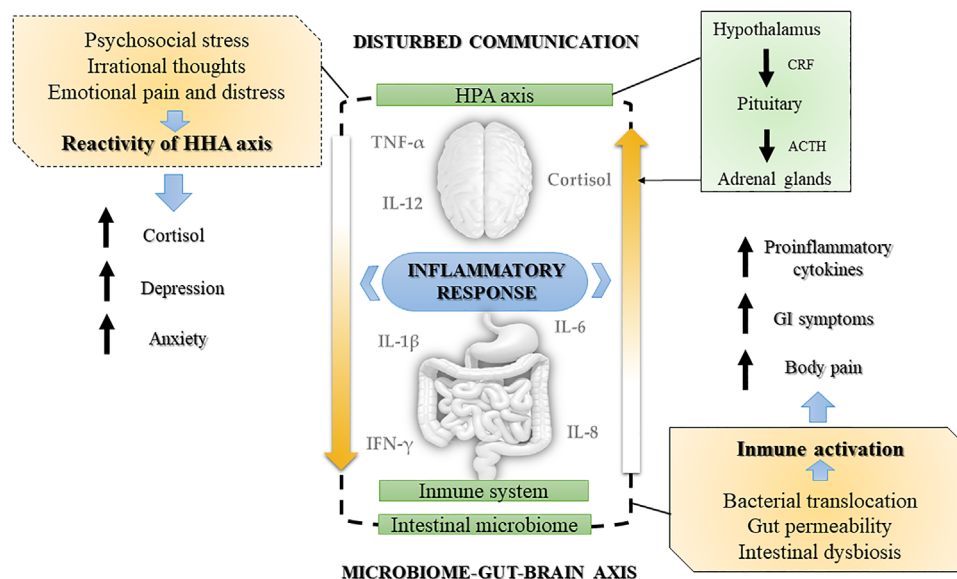 Psychosocial stress
Irrational thoughts
Emotional pain and distress
Reactivity of HHA axis
Cortisol
Depression
Anxiety
DISTURBED COMMUNICATION
HPA axis
TNF-α
IL-12
Cortisol
INFLAMMATORY
RESPONSE
IL-1β
IL-6
IFN-γ
IL-8
Inmune system
Intestinal microbiome
MICROBIOME-GUT-BRAIN AXIS
Hypothalamus
CRF
Pituitary
ACTH
Adrenal glands
Proinflammatory
cytokines
GI symptoms
Body pain
Inmune activation
Bacterial translocation
Gut permeability
Intestinal dysbiosis